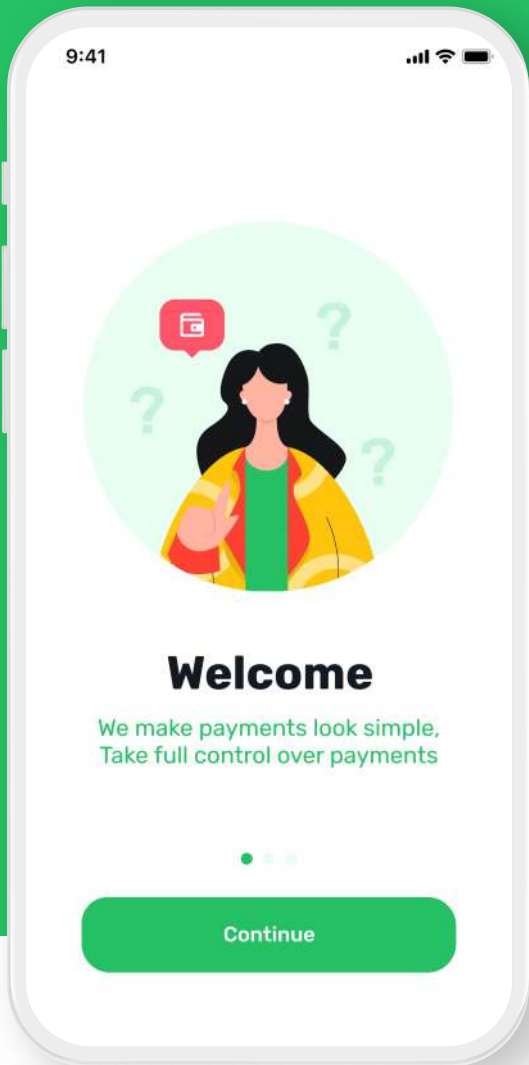 9:41
?
?
?
Welcome
We make payments look simple,
Take full control over payments
Continue